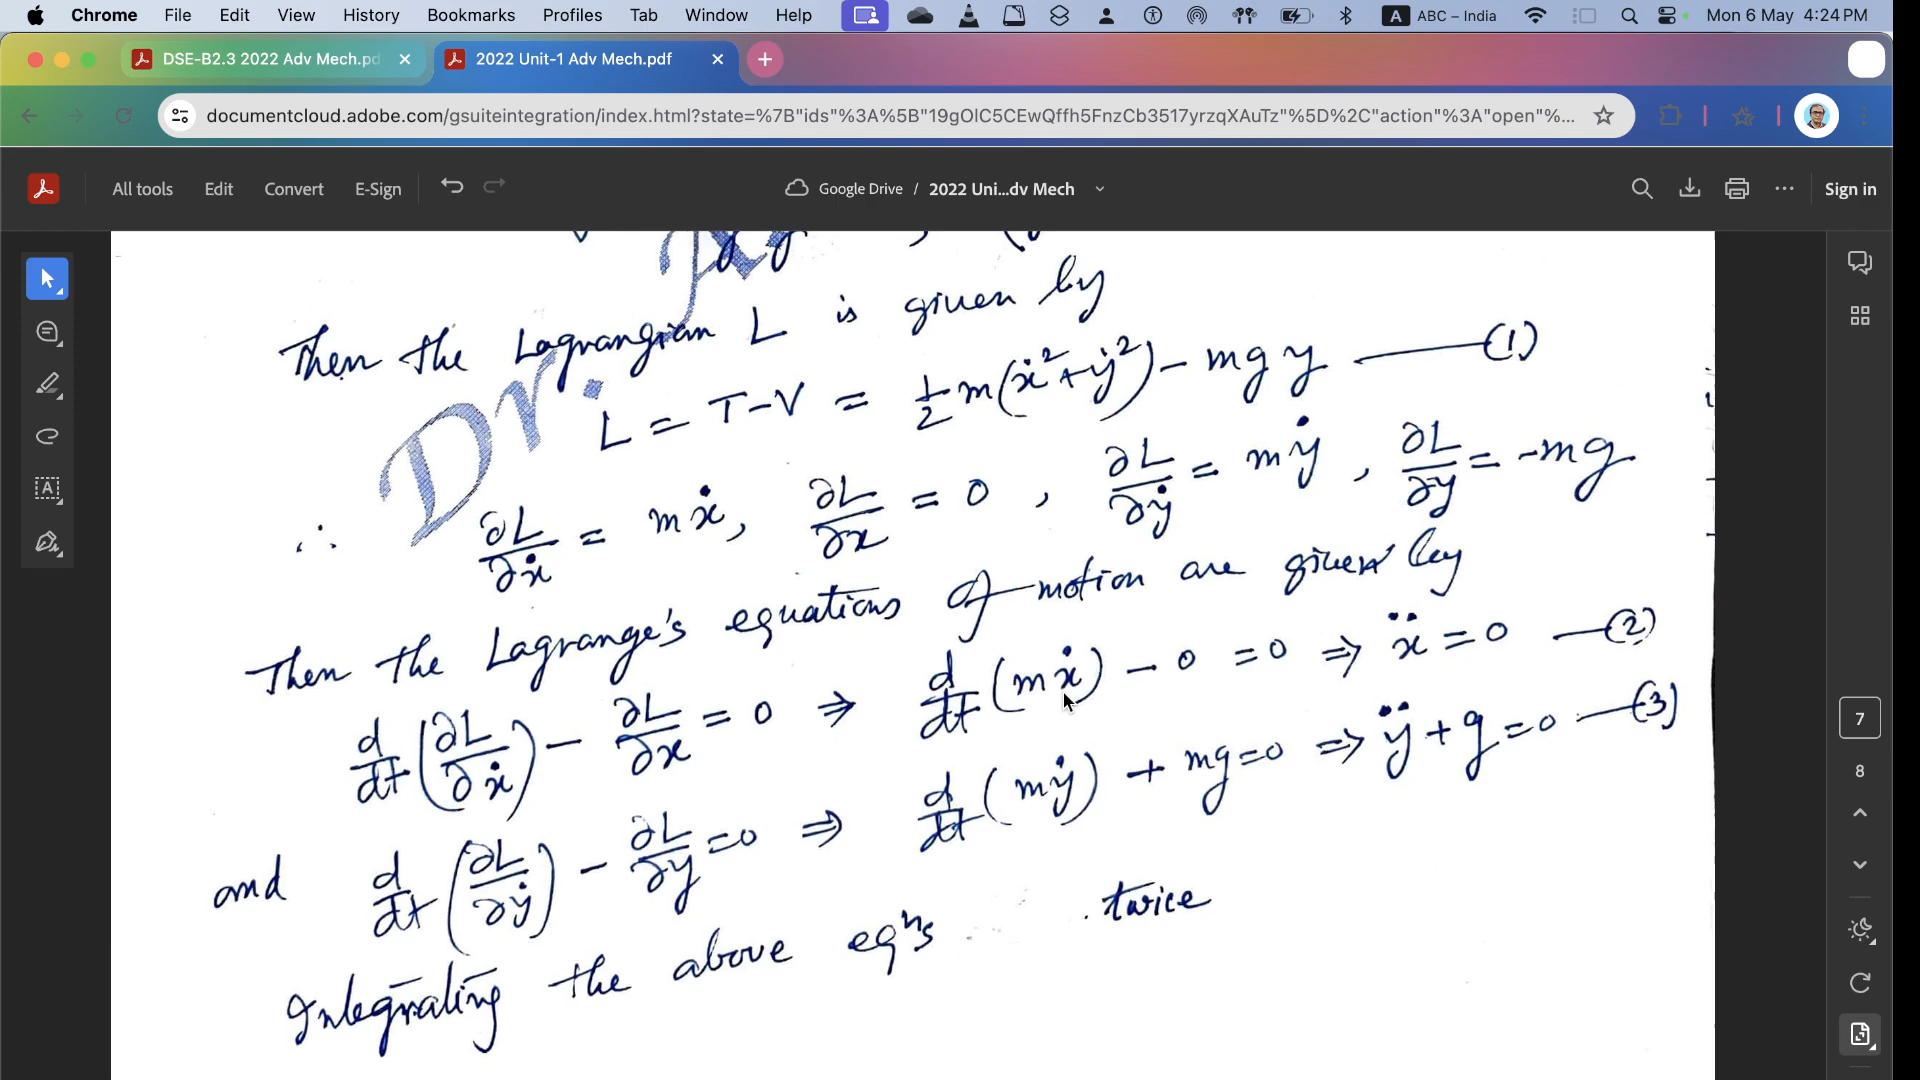 Chrome File Edit View History Bookmarks Profiles Tab Window Help A ABC – India Mon 6 May 4:24 PM
DSE-B2.3 2022 Adv Mech.pd 2022 Unit-1 Adv Mech.pdf
documentcloud.adobe.com/gsuiteintegration/index.html?state=%7B"ids"%3A%5B"19gOlC5CEwQffh5FnzCb3517yrzqXAuTz"%5D%2C"action"%3A"open"%...
All tools Edit Convert E-Sign Google Drive / 2022 Uni...dv Mech Sign in
Then the Lagrangian L is given by
L = T-V = 1/2 m(ẋ²+ẏ²) - mgy —(1)
∴ ∂L/∂ẋ = mẋ, ∂L/∂x = 0, ∂L/∂ẏ = mẏ, ∂L/∂y = -mg
Then the Lagrange's equations of motion are given by
d/dt(∂L/∂ẋ) - ∂L/∂x = 0 ⇒ d/dt(mẋ) - 0 = 0 ⇒ ẍ = 0 —(2)
and d/dt(∂L/∂ẏ) - ∂L/∂y = 0 ⇒ d/dt(mẏ) + mg = 0 ⇒ ÿ + g = 0 —(3)
Integrating the above eqⁿs twice
Dr.
7
8